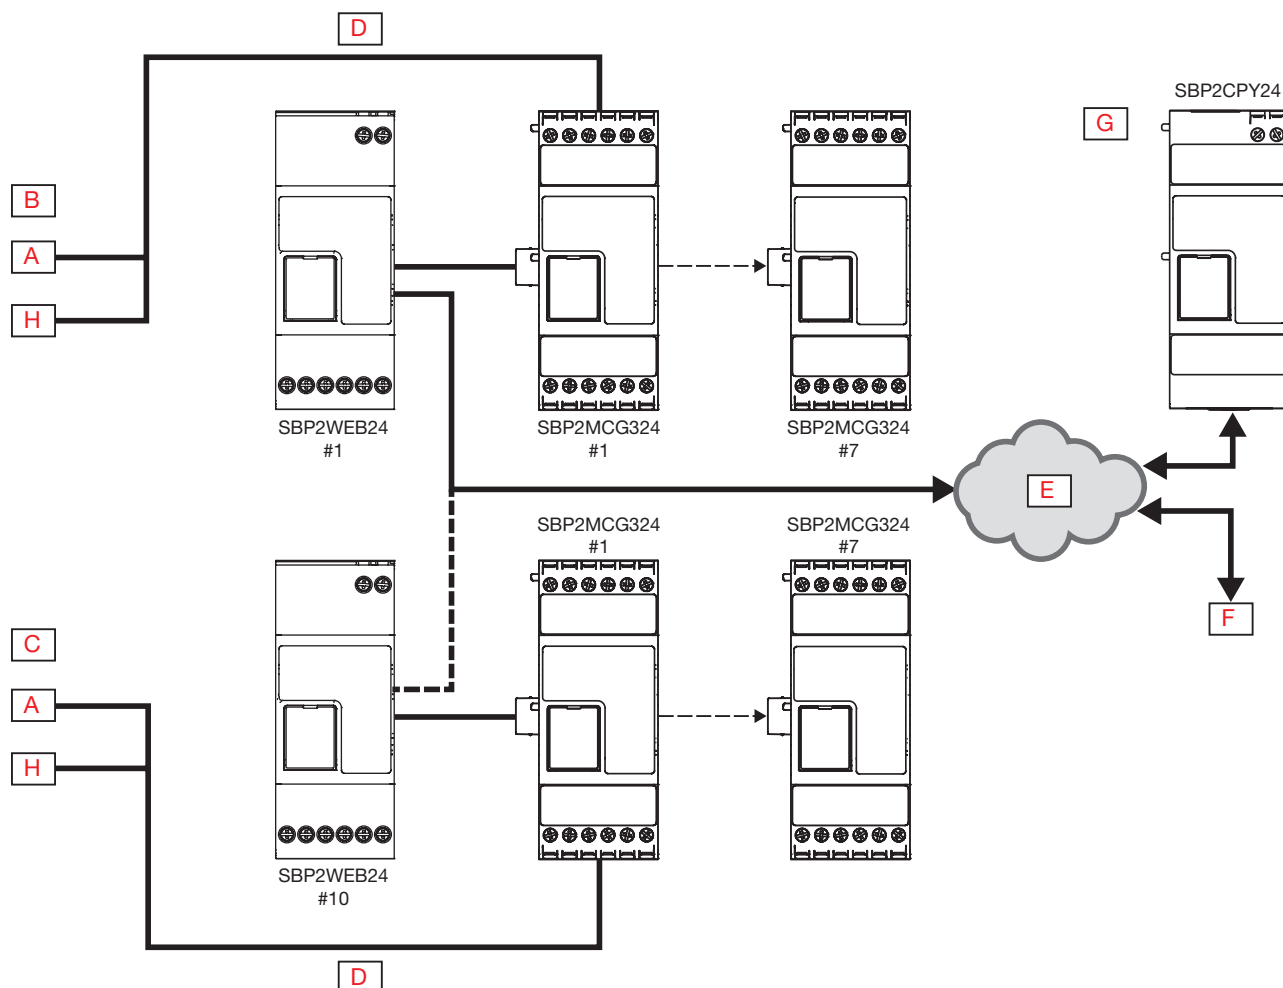 D
SBP2CPY24
G
B
A
H
SBP2WEB24
#1
SBP2MCG324
#1
SBP2MCG324
#7
E
SBP2MCG324
#1
SBP2MCG324
#7
F
C
A
H
SBP2WEB24
#10
D